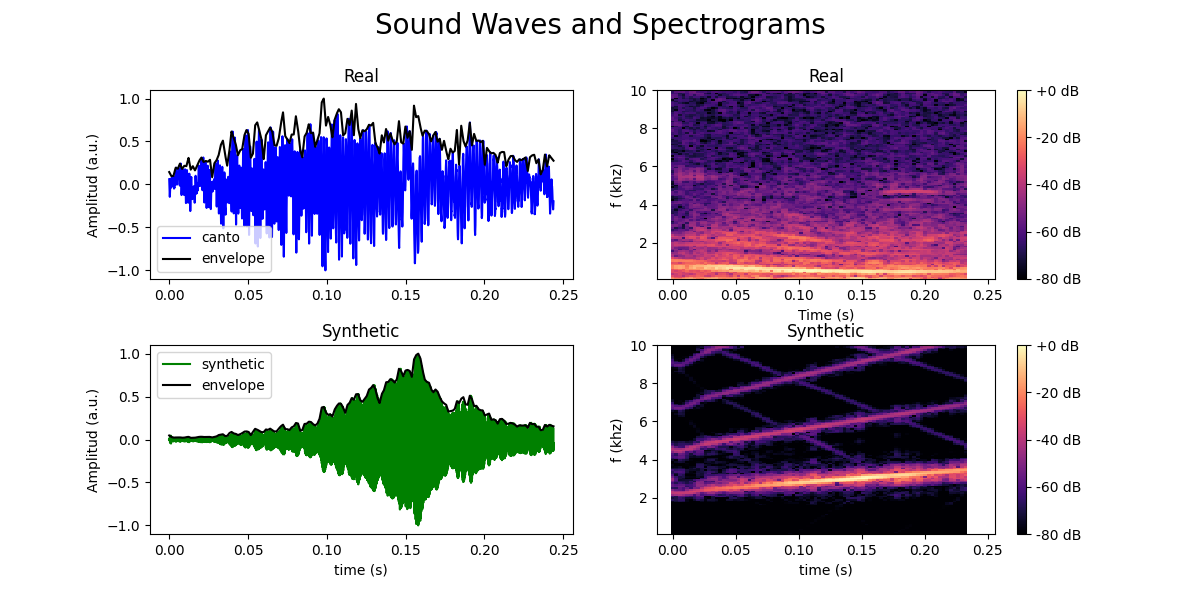 Sound Waves and Spectrograms
Real
1.0
0.5
0.0
−0.5
−1.0
Amplitud (a.u.)
canto
envelope
0.00 0.05 0.10 0.15 0.20 0.25
Real
10
8
6
4
2
f (khz)
0.00 0.05 0.10 0.15 0.20 0.25
Time (s)
+0 dB
-20 dB
-40 dB
-60 dB
-80 dB
Synthetic
1.0
0.5
0.0
−0.5
−1.0
Amplitud (a.u.)
synthetic
envelope
0.00 0.05 0.10 0.15 0.20 0.25
time (s)
Synthetic
10
8
6
4
2
f (khz)
0.00 0.05 0.10 0.15 0.20 0.25
time (s)
+0 dB
-20 dB
-40 dB
-60 dB
-80 dB